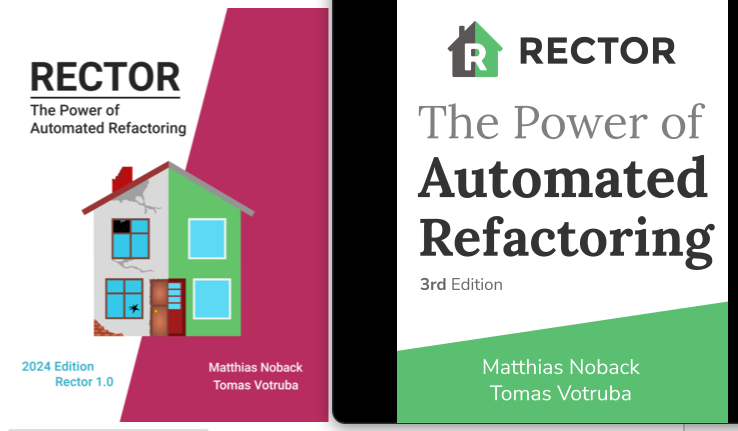 RECTOR
The Power of
Automated Refactoring
2024 Edition
Rector 1.0
Matthias Noback
Tomas Votruba
R RECTOR
The Power of
Automated
Refactoring
3rd Edition
Matthias Noback
Tomas Votruba